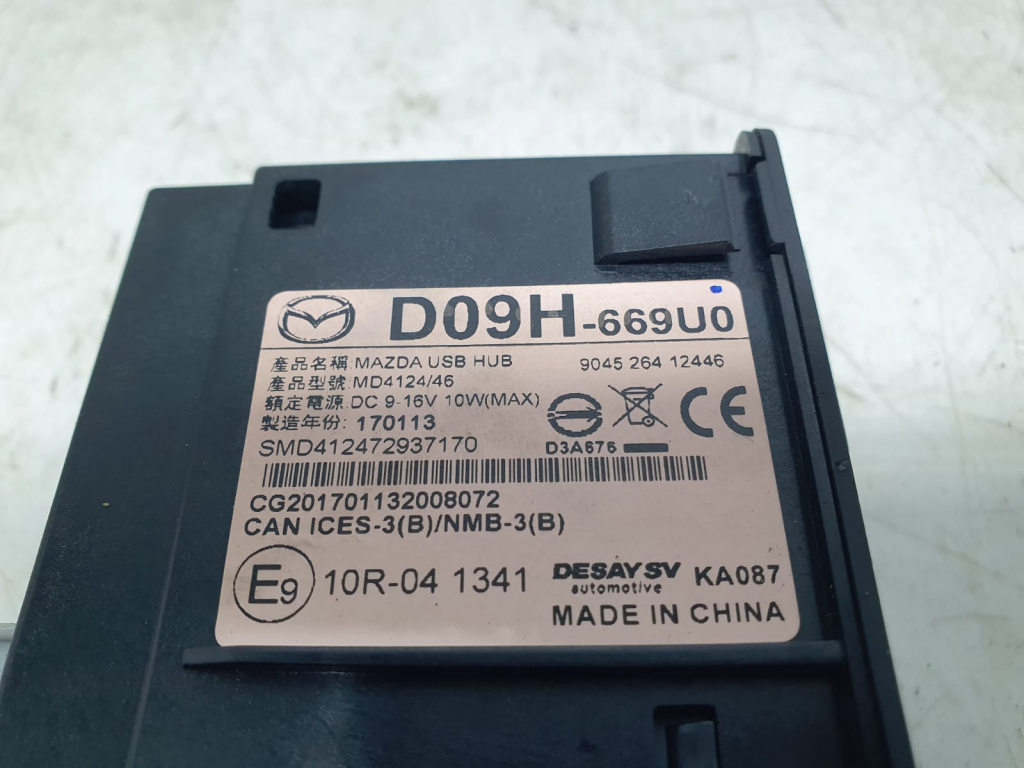 D09H-669U0
產品名稱:MAZDA USB HUB 9045 264 12446
產品型號:MD4124/46
額定電源:DC 9-16V 10W(MAX)
製造年份:170113
SMD412472937170 D3A676
CE
CG201701132008072
CAN ICES-3(B)/NMB-3(B)
E9 10R-04 1341 DESAY SV automotive KA087
MADE IN CHINA